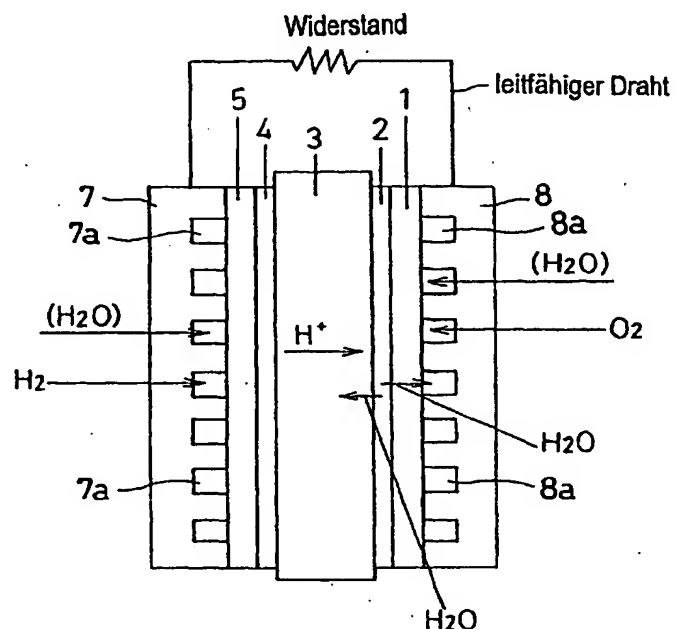 Widerstand
leitfähiger Draht
5
4
3
2
1
7
8
7a
8a
(H2O)
(H2O)
O2
H+
H2
H2O
7a
8a
H2O